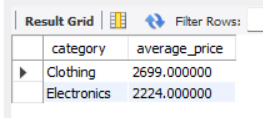 Result Grid Filter Rows:
category average_price
Clothing 2699.000000
Electronics 2224.000000